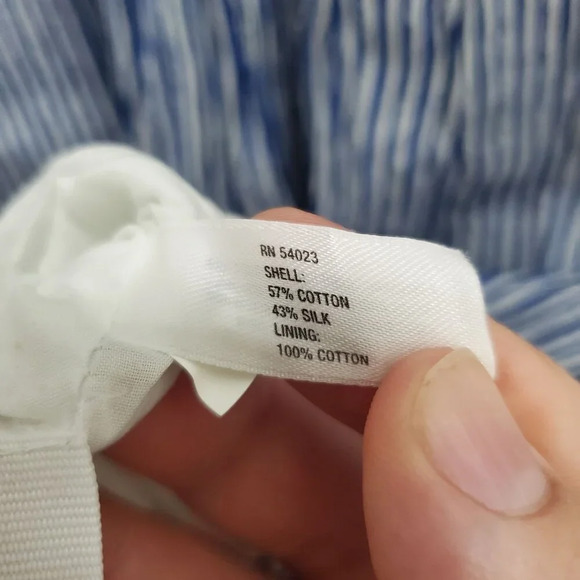 RN 54023
SHELL:
57% COTTON
43% SILK
LINING:
100% COTTON